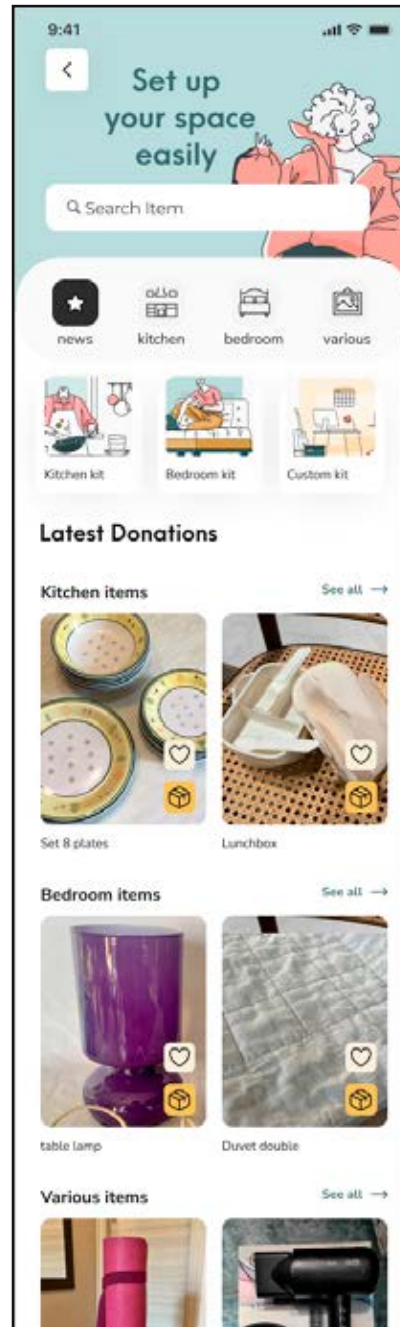 9:41
Set up
your space
easily
Search Item
news
kitchen
bedroom
various
Kitchen kit
Bedroom kit
Custom kit
Latest Donations
Kitchen items
See all →
Set 8 plates
Lunchbox
Bedroom items
See all →
table lamp
Duvet double
Various items
See all →